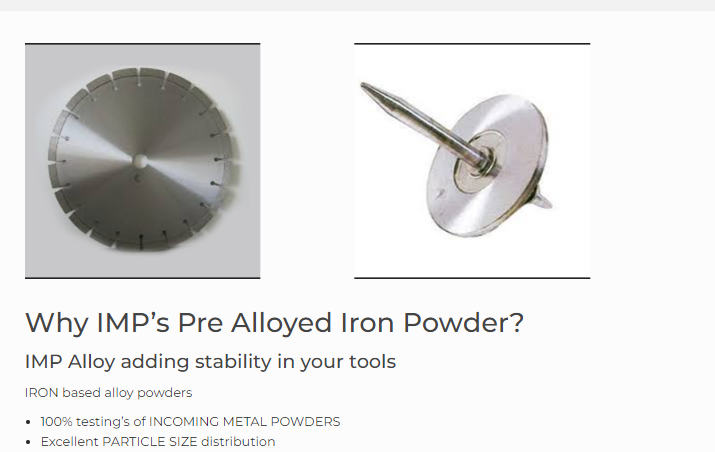 Why IMP’s Pre Alloyed Iron Powder?
IMP Alloy adding stability in your tools
IRON based alloy powders
• 100% testing’s of INCOMING METAL POWDERS
• Excellent PARTICLE SIZE distribution